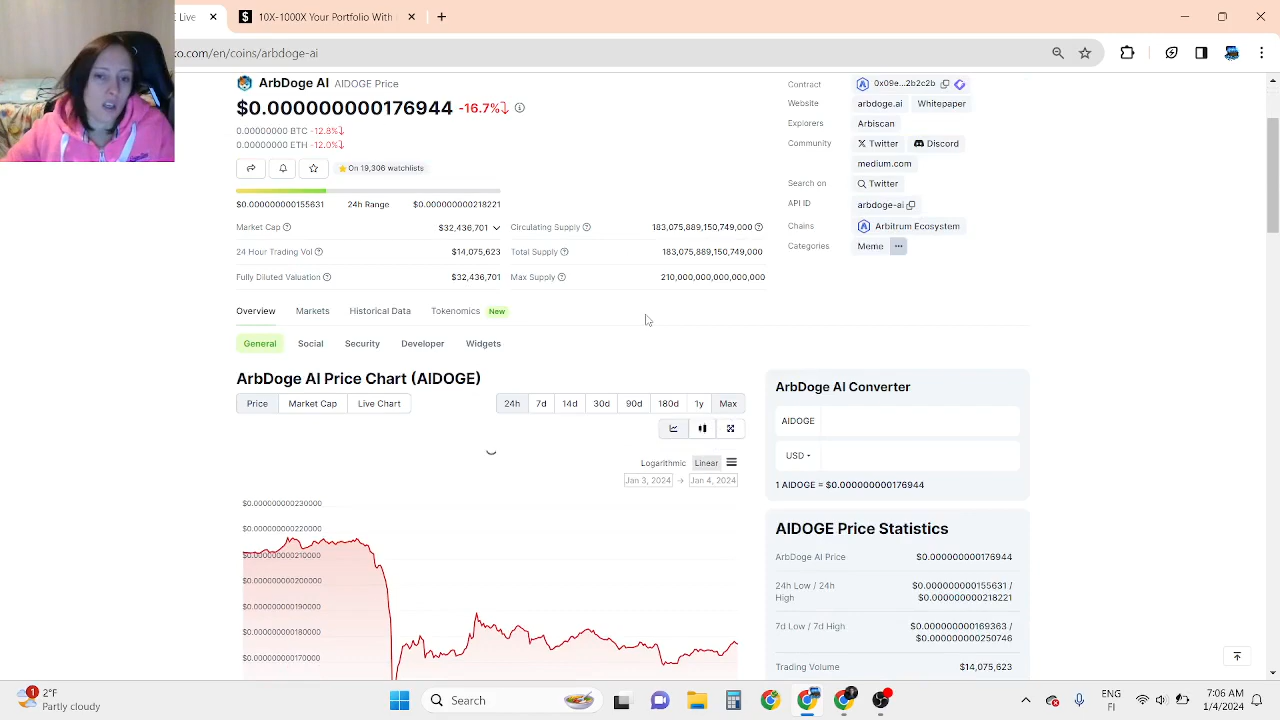 Live
10X-100X Your Portfolio With
ko.com/en/coins/arbdoge-ai
ArbDoge AI AIDOGE Price
$0.000000000176944 -16.7%
0.00000000 BTC -12.8%
0.00000000 ETH -12.0%
On 19,306 watchlists
$0.000000000155631 24h Range $0.000000000218221
Market Cap $32,436,701
24 Hour Trading Vol $14,075,623
Fully Diluted Valuation $32,436,701
Circulating Supply 183,075,889,150,749,000
Total Supply 183,075,889,150,749,000
Max Supply 210,000,000,000,000,000
Contract 0x09e...2b2c2b
Website arbdoge.ai Whitepaper
Explorers Arbiscan
Community Twitter Discord
medium.com
Search on Twitter
API ID arbdoge-ai
Chains Arbitrum Ecosystem
Categories Meme
Overview Markets Historical Data Tokenomics New
General Social Security Developer Widgets
ArbDoge AI Price Chart (AIDOGE)
Price Market Cap Live Chart
24h 7d 14d 30d 90d 180d 1y Max
Logarithmic Linear
Jan 3, 2024 → Jan 4, 2024
$0.000000000230000
$0.000000000220000
$0.000000000210000
$0.000000000200000
$0.000000000190000
$0.000000000180000
$0.000000000170000
ArbDoge AI Converter
AIDOGE
USD
1 AIDOGE = $0.000000000176944
AIDOGE Price Statistics
ArbDoge AI Price $0.000000000176944
24h Low / 24h High $0.000000000155631 /
$0.000000000218221
7d Low / 7d High $0.000000000169363 /
$0.000000000250746
Trading Volume $14,075,623
1
2°F
Partly cloudy
Search
ENG
FI
7:06 AM
1/4/2024